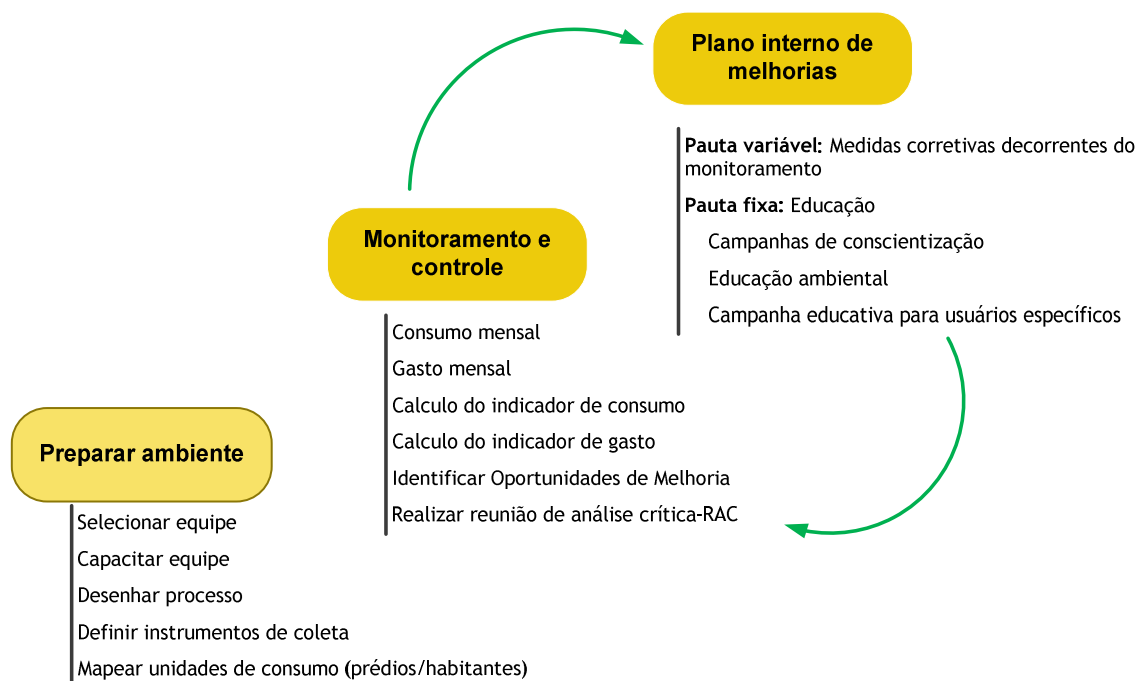 Plano interno de
melhorias
Pauta variável: Medidas corretivas decorrentes do
monitoramento
Pauta fixa: Educação
Campanhas de conscientização
Educação ambiental
Campanha educativa para usuários específicos
Monitoramento e
controle
Consumo mensal
Gasto mensal
Calculo do indicador de consumo
Calculo do indicador de gasto
Identificar Oportunidades de Melhoria
Realizar reunião de análise crítica-RAC
Preparar ambiente
Selecionar equipe
Capacitar equipe
Desenhar processo
Definir instrumentos de coleta
Mapear unidades de consumo (prédios/habitantes)